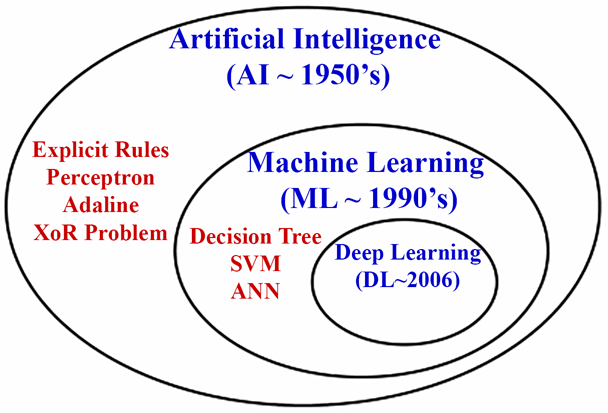 Artificial Intelligence
(AI ~ 1950's)
Explicit Rules
Perceptron
Adaline
XoR Problem
Machine Learning
(ML ~ 1990's)
Decision Tree
SVM
ANN
Deep Learning
(DL~2006)